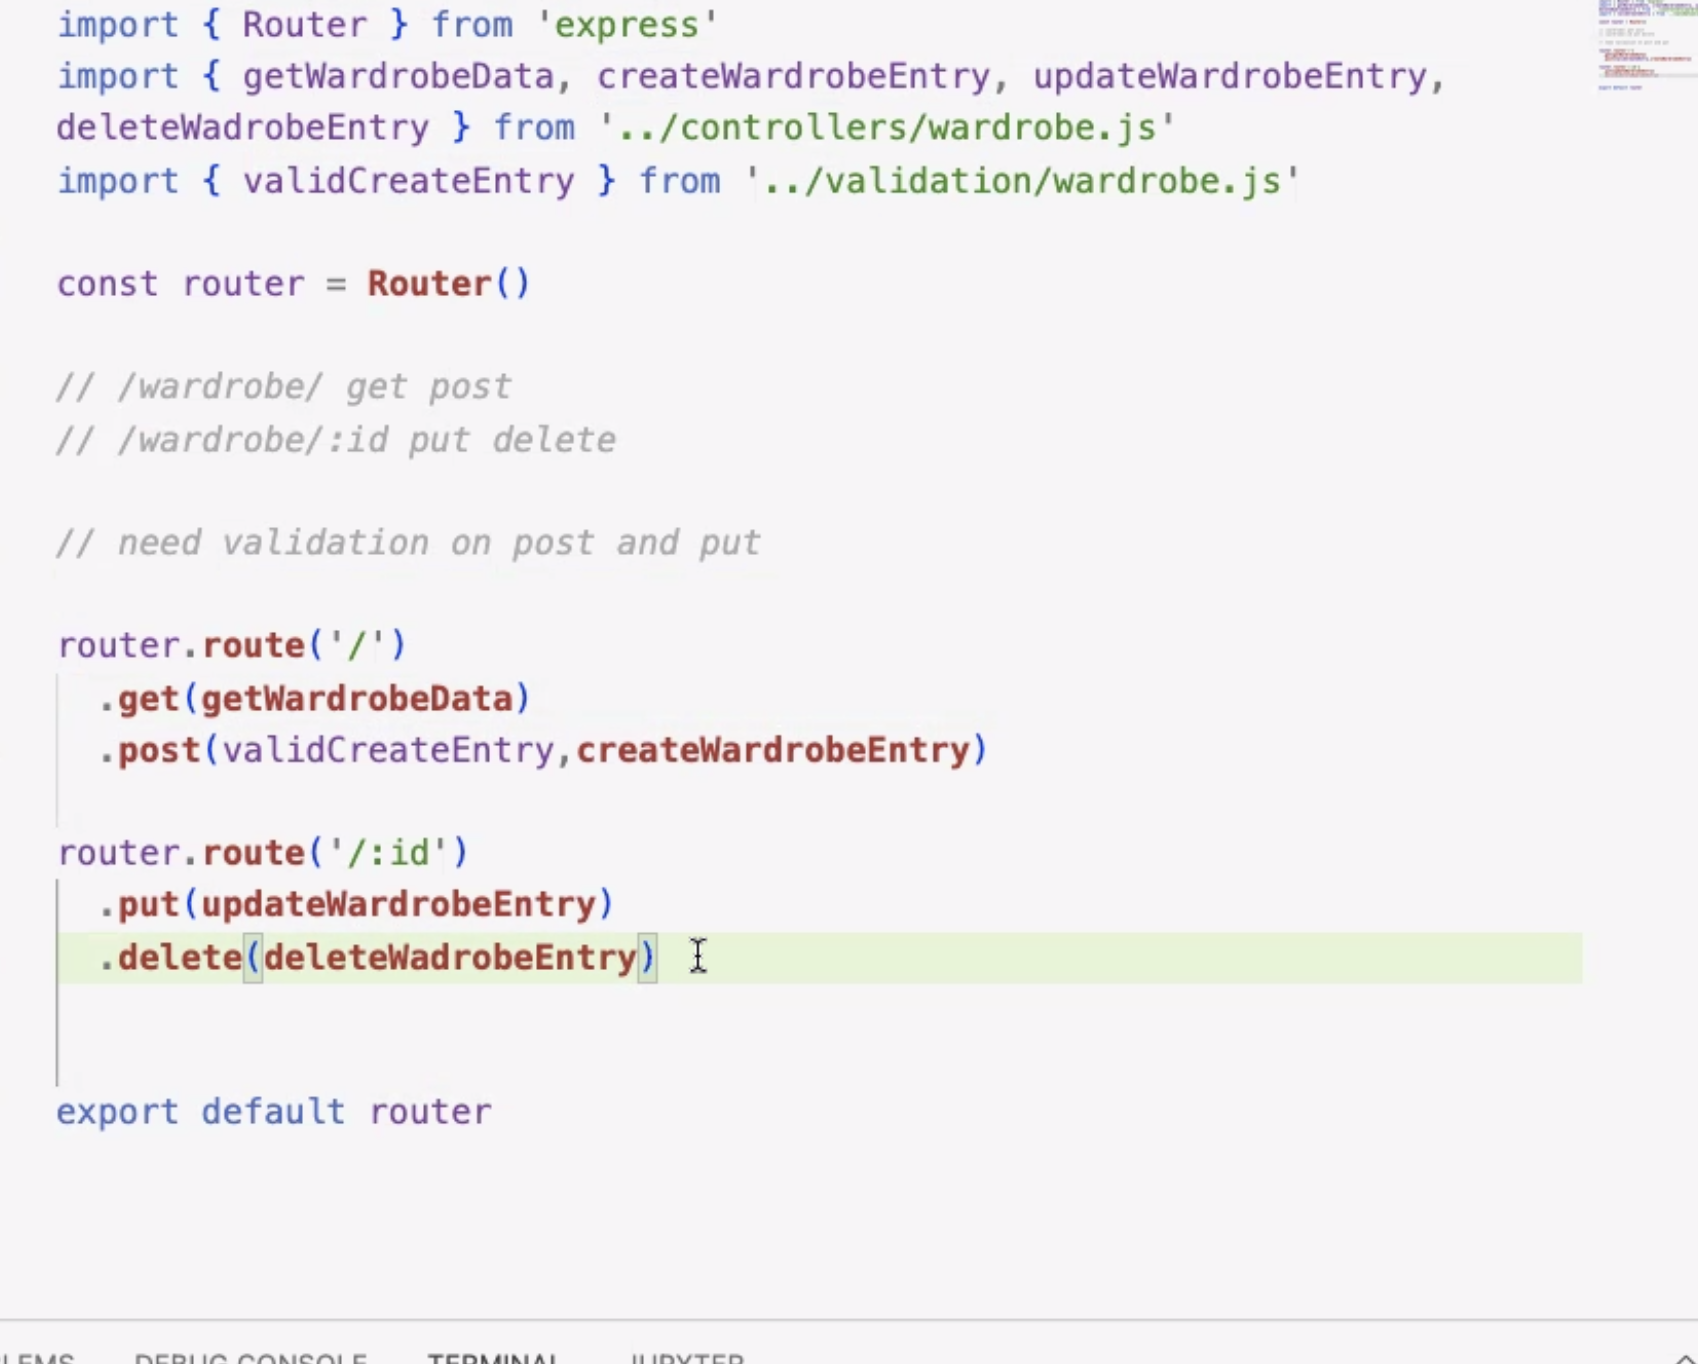 import { Router } from 'express'
import { getWardrobeData, createWardrobeEntry, updateWardrobeEntry,
deleteWadrobeEntry } from '../controllers/wardrobe.js'
import { validCreateEntry } from '../validation/wardrobe.js'
const router = Router()
// /wardrobe/ get post
// /wardrobe/:id put delete
// need validation on post and put
router.route('/')
.get(getWardrobeData)
.post(validCreateEntry,createWardrobeEntry)
router.route('/:id')
.put(updateWardrobeEntry)
.delete(deleteWadrobeEntry)
export default router
LEMS DEBUG CONSOLE TERMINAL JUPYTER